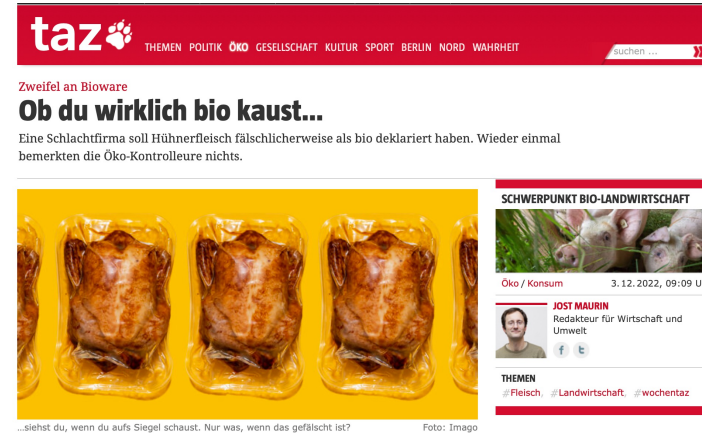 taz
THEMEN POLITIK ÖKO GESELLSCHAFT KULTUR SPORT BERLIN NORD WAHRHEIT
suchen ...
Zweifel an Bioware
Ob du wirklich bio kaust...
Eine Schlachtfirma soll Hühnerfleisch fälschlicherweise als bio deklariert haben. Wieder einmal
bemerkten die Öko-Kontrolleure nichts.
...siehst du, wenn du aufs Siegel schaust. Nur was, wenn das gefälscht ist? Foto: Imago
SCHWERPUNKT BIO-LANDWIRTSCHAFT
Öko / Konsum 3.12.2022, 09:09 U
JOST MAURIN
Redakteur für Wirtschaft und
Umwelt
f t
THEMEN
#Fleisch, #Landwirtschaft, #wochentaz